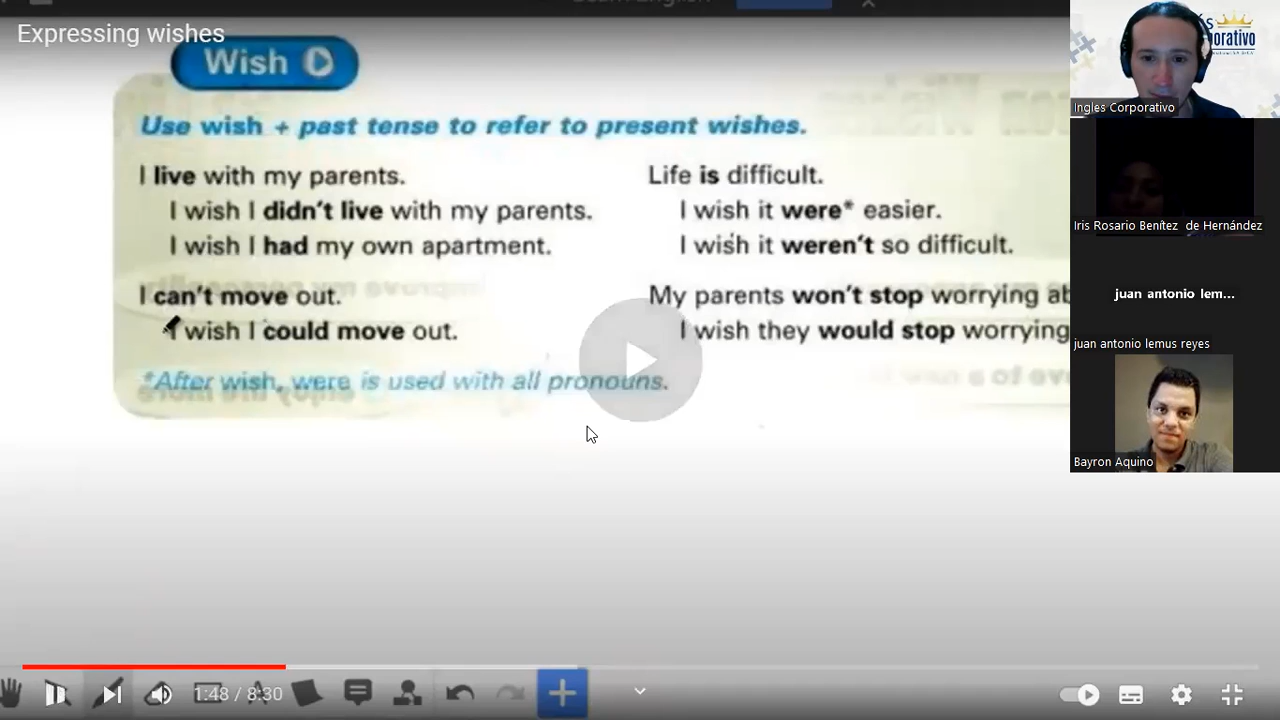 Expressing wishes
Wish
Use wish + past tense to refer to present wishes.
I live with my parents.
I wish I didn't live with my parents.
I wish I had my own apartment.
I can't move out.
wish I could move out.
*After wish, were is used with all pronouns.
Life is difficult.
I wish it were* easier.
I wish it weren't so difficult.
My parents won't stop worrying ab
I wish they would stop worrying
1:48 / 8:30
Ingles Corporativo
Iris Rosario Benítez de Hernández
juan antonio lem...
juan antonio lemus reyes
Bayron Aquino